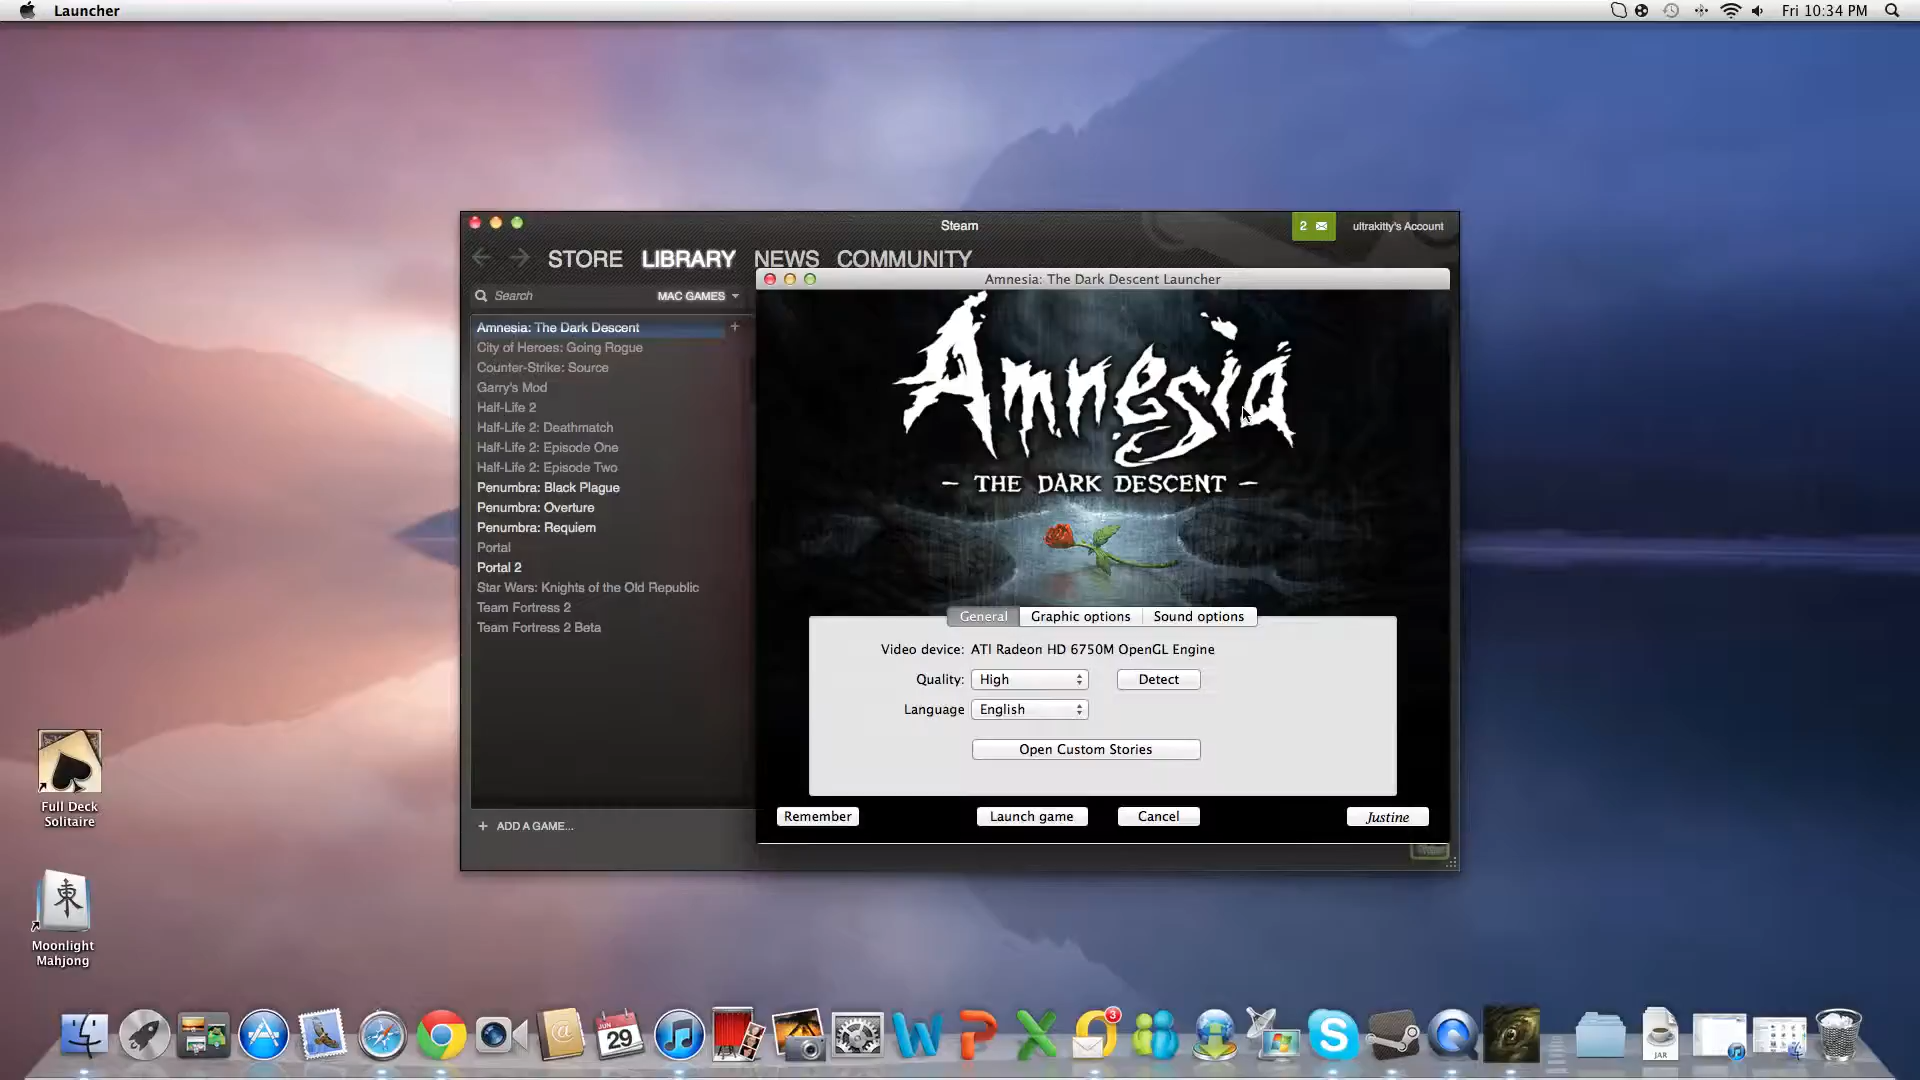 Launcher
Fri 10:34 PM
Steam
2
ultrakitty's Account
STORE LIBRARY NEWS COMMUNITY
Search
MAC GAMES
Amnesia: The Dark Descent
+
City of Heroes: Going Rogue
Counter-Strike: Source
Garry's Mod
Half-Life 2
Half-Life 2: Deathmatch
Half-Life 2: Episode One
Half-Life 2: Episode Two
Penumbra: Black Plague
Penumbra: Overture
Penumbra: Requiem
Portal
Portal 2
Star Wars: Knights of the Old Republic
Team Fortress 2
Team Fortress 2 Beta
+ ADD A GAME...
Amnesia: The Dark Descent Launcher
Amnesia
– THE DARK DESCENT –
General Graphic options Sound options
Video device: ATI Radeon HD 6750M OpenGL Engine
Quality: High Detect
Language English
Open Custom Stories
Remember Launch game Cancel Justine
Full Deck
Solitaire
東
Moonlight
Mahjong
JUN
29
@
W P X
3
S
JAR